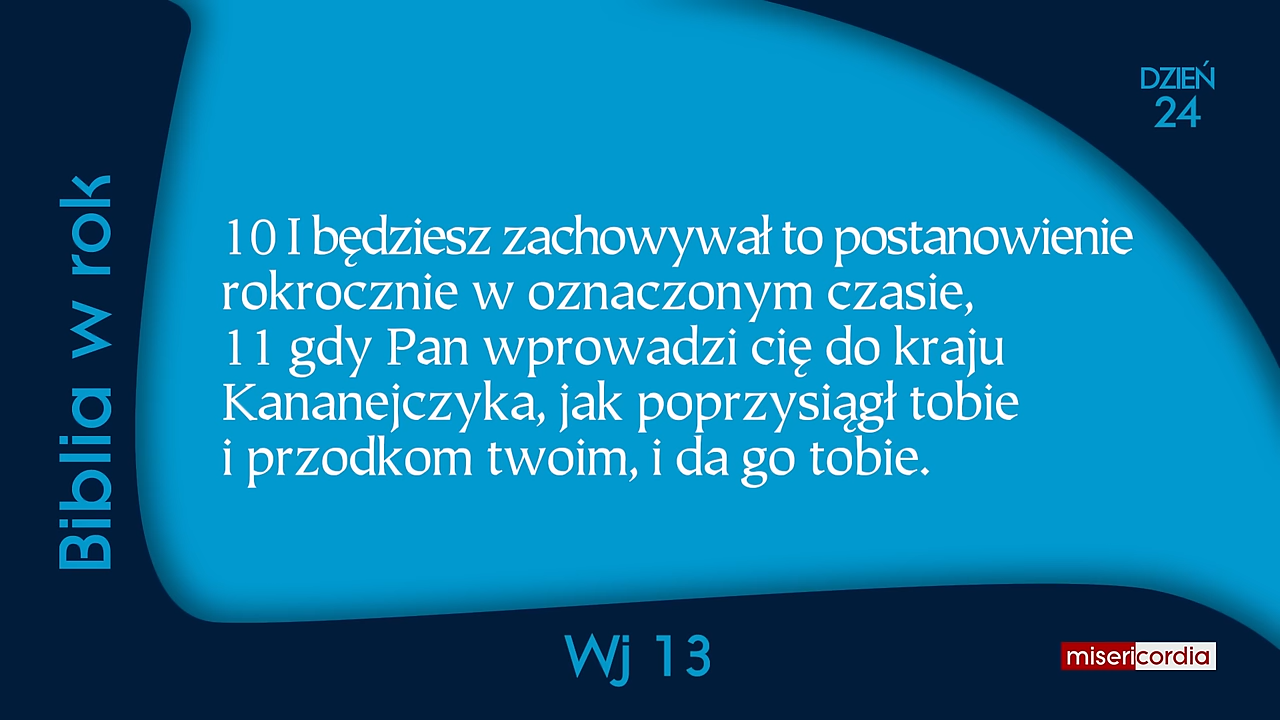 DZIEŃ
24
Biblia w rok
10 I będziesz zachowywał to postanowienie
rokrocznie w oznaczonym czasie,
11 gdy Pan wprowadzi cię do kraju
Kananejczyka, jak poprzysiągł tobie
i przodkom twoim, i da go tobie.
Wj 13
misericordia